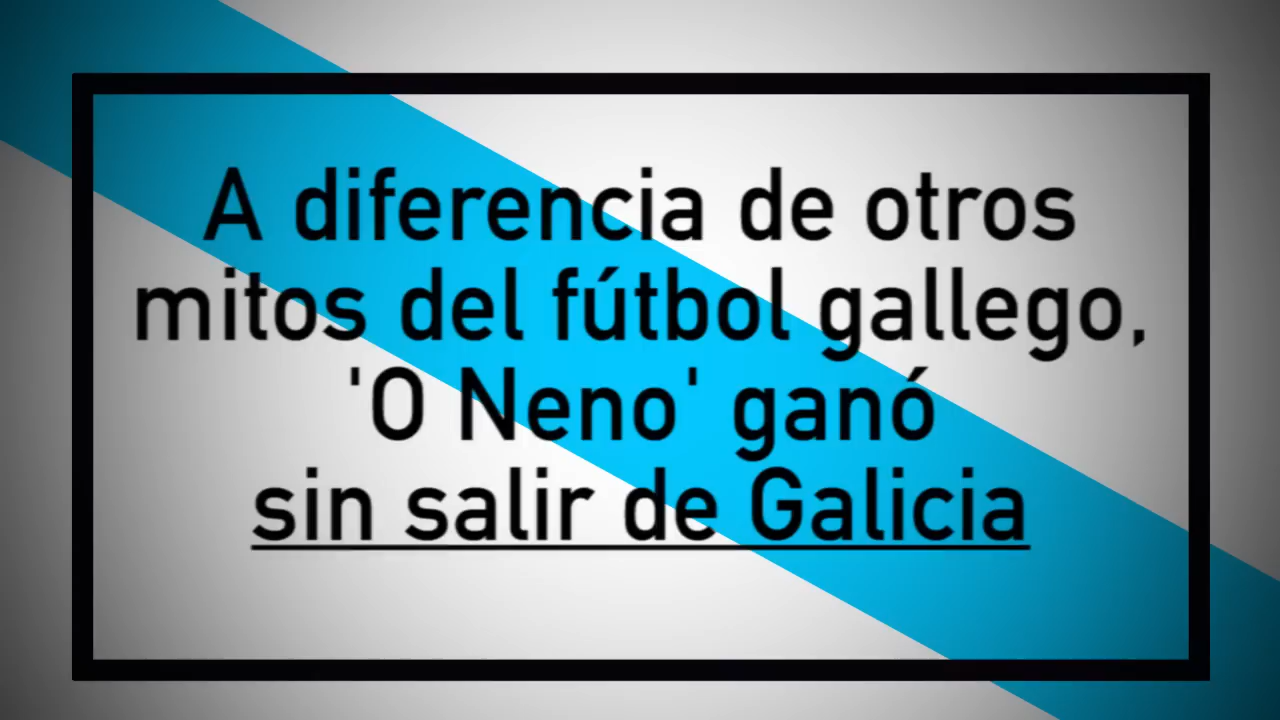 A diferencia de otros
mitos del fútbol gallego,
'O Neno' ganó
sin salir de Galicia